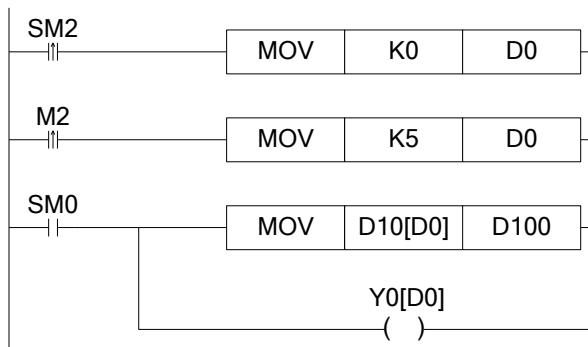 SM2
MOV K0 D0
M2
MOV K5 D0
SM0
MOV D10[D0] D100
Y0[D0]
( )